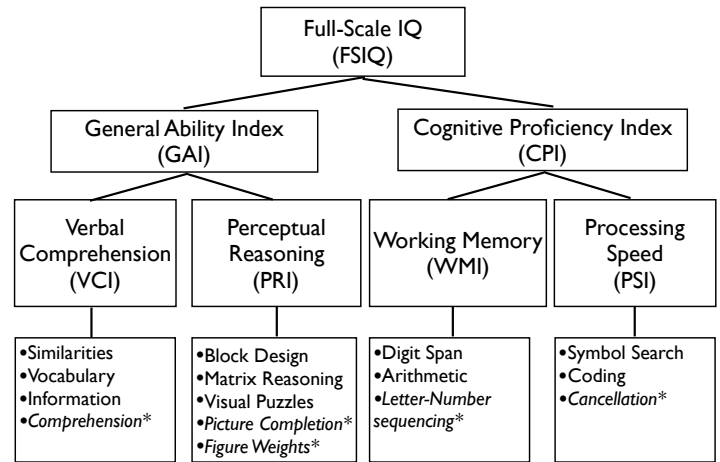 Full-Scale IQ
(FSIQ)
General Ability Index
(GAI)
Cognitive Proficiency Index
(CPI)
Verbal
Comprehension
(VCI)
Perceptual
Reasoning
(PRI)
Working Memory
(WMI)
Processing
Speed
(PSI)
•Similarities
•Vocabulary
•Information
•Comprehension*
•Block Design
•Matrix Reasoning
•Visual Puzzles
•Picture Completion*
•Figure Weights*
•Digit Span
•Arithmetic
•Letter-Number
sequencing*
•Symbol Search
•Coding
•Cancellation*